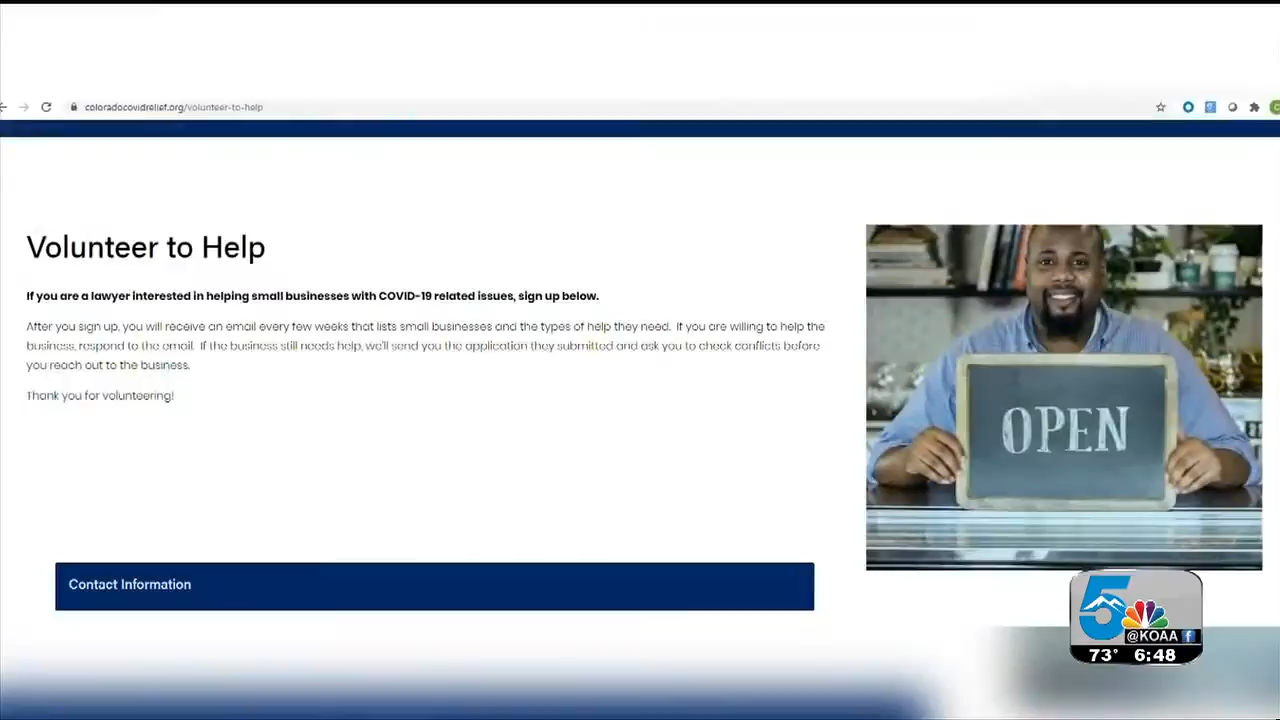 coloradocovidrelief.org/volunteer-to-help
Volunteer to Help
If you are a lawyer interested in helping small businesses with COVID-19 related issues, sign up below.
After you sign up, you will receive an email every few weeks that lists small businesses and the types of help they need. If you are willing to help the
business, respond to the email. If the business still needs help, we'll send you the application they submitted and ask you to check conflicts before
you reach out to the business.
Thank you for volunteering!
OPEN
Contact Information
5
@KOAA f
73° 6:48